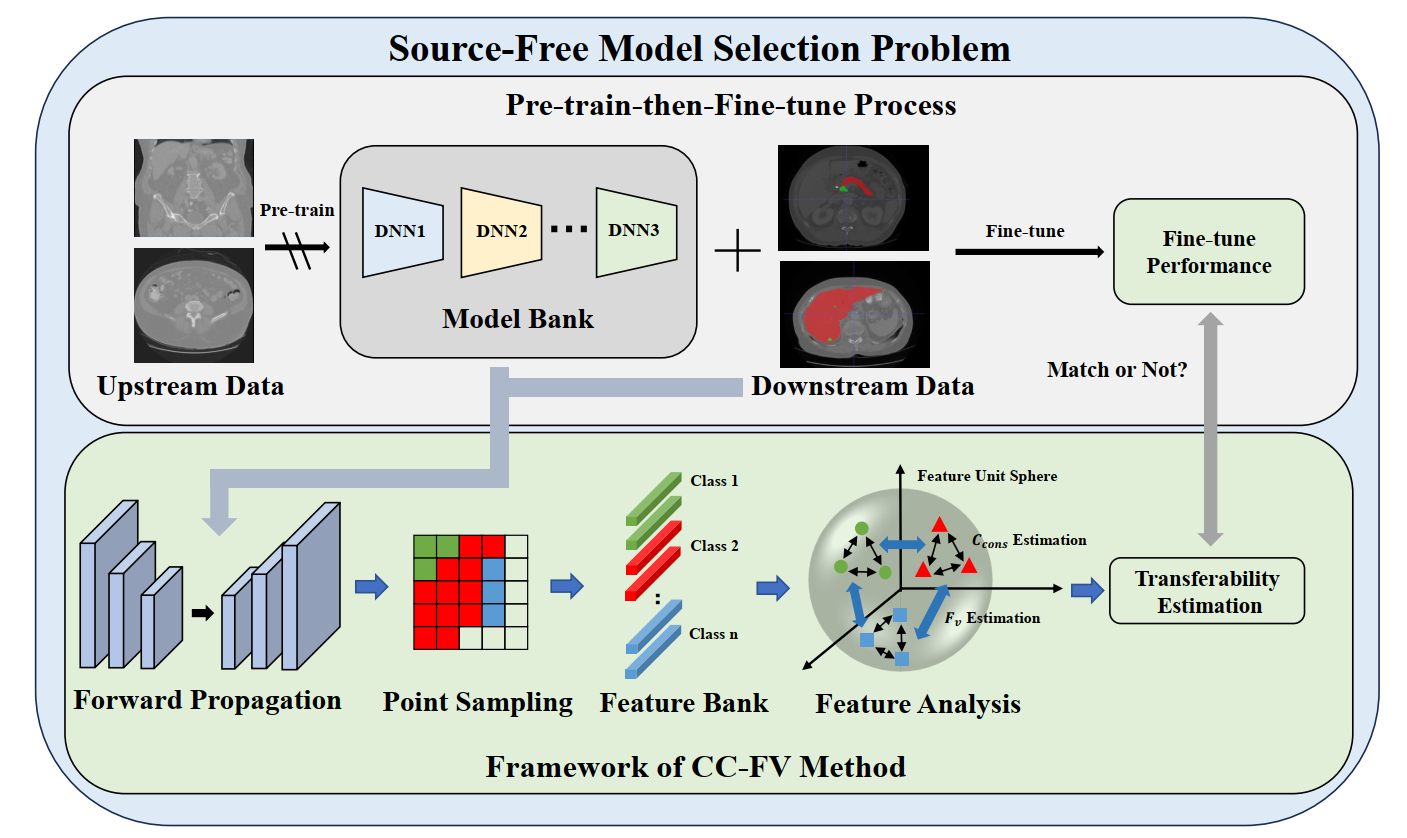 Source-Free Model Selection Problem
Pre-train-then-Fine-tune Process
Pre-train
DNN1
DNN2
DNN3
Model Bank
Upstream Data
Downstream Data
Fine-tune
Fine-tune
Performance
Match or Not?
Class 1
Class 2
:
Class n
Feature Unit Sphere
C_cons Estimation
F_v Estimation
Transferability
Estimation
Forward Propagation
Point Sampling
Feature Bank
Feature Analysis
Framework of CC-FV Method